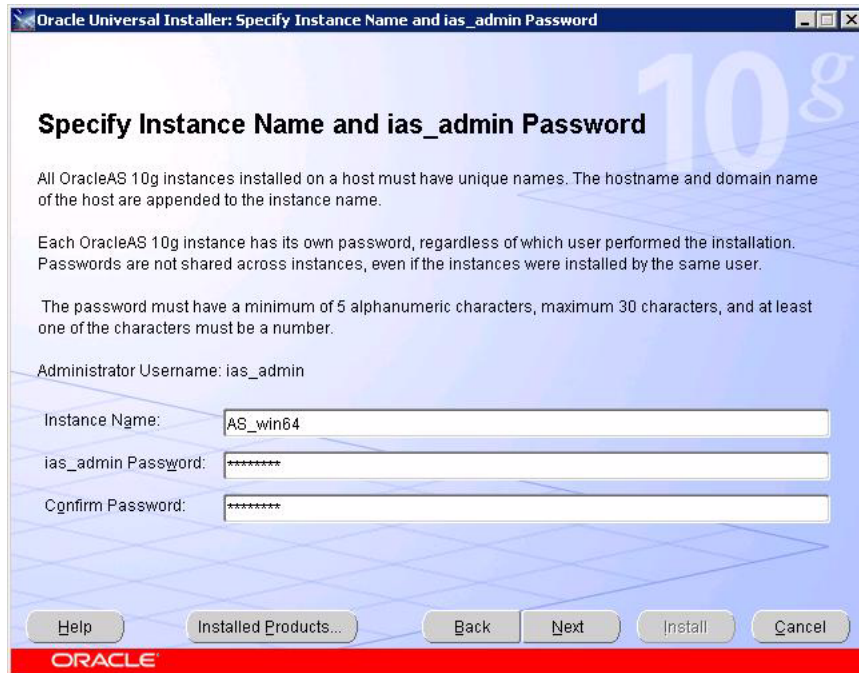 Oracle Universal Installer: Specify Instance Name and ias_admin Password
10g
Specify Instance Name and ias_admin Password
All OracleAS 10g instances installed on a host must have unique names. The hostname and domain name
of the host are appended to the instance name.
Each OracleAS 10g instance has its own password, regardless of which user performed the installation.
Passwords are not shared across instances, even if the instances were installed by the same user.
The password must have a minimum of 5 alphanumeric characters, maximum 30 characters, and at least
one of the characters must be a number.
Administrator Username: ias_admin
Instance Name: AS_win64
ias_admin Password: ********
Confirm Password: ********
Help Installed Products... Back Next Install Cancel
ORACLE